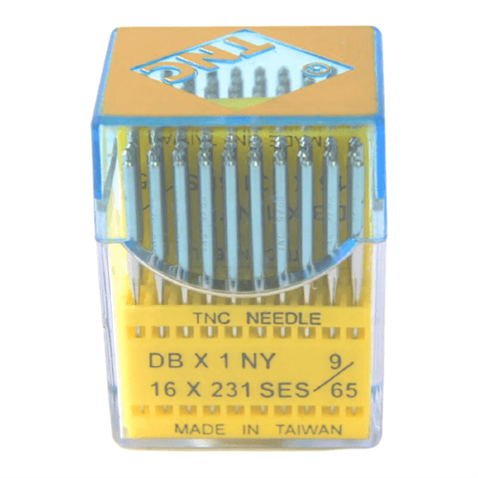 TNC
TNC NEEDLE
DB X 1 NY 9/65
16 X 231 SES
MADE IN TAIWAN